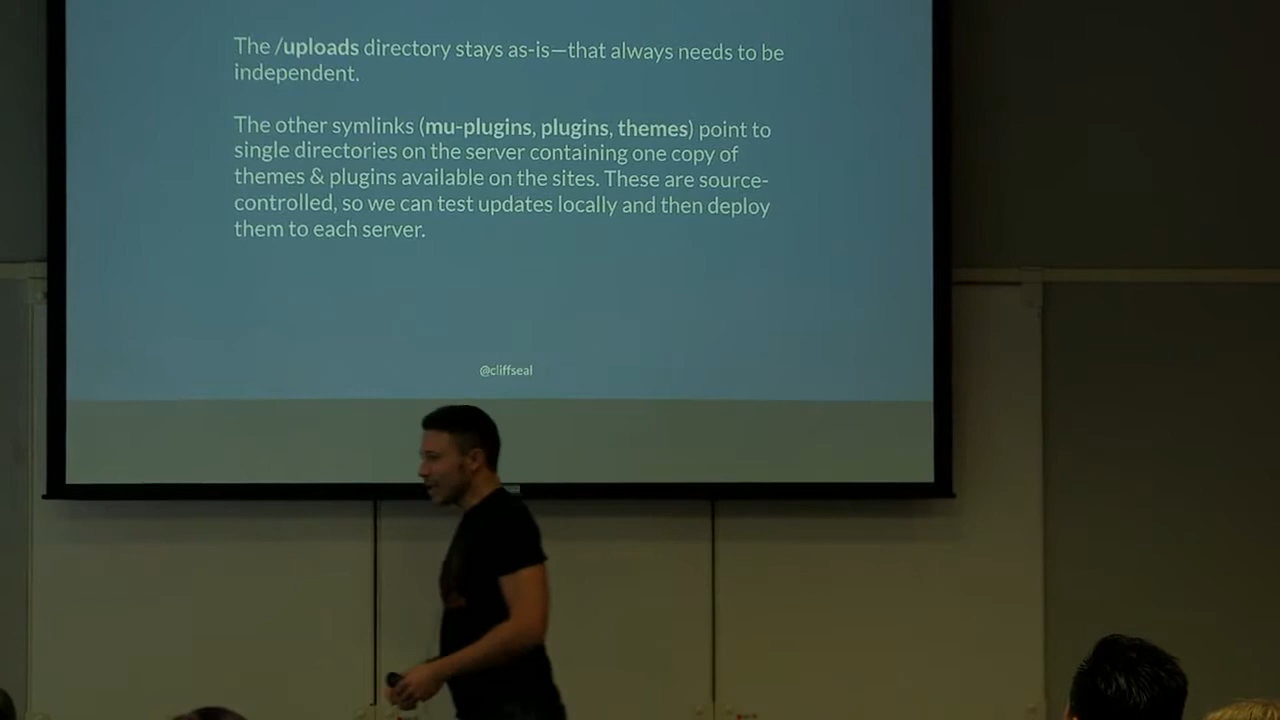 The /uploads directory stays as-is—that always needs to be
independent.
The other symlinks (mu-plugins, plugins, themes) point to
single directories on the server containing one copy of
themes & plugins available on the sites. These are source-
controlled, so we can test updates locally and then deploy
them to each server.
@cliffseal